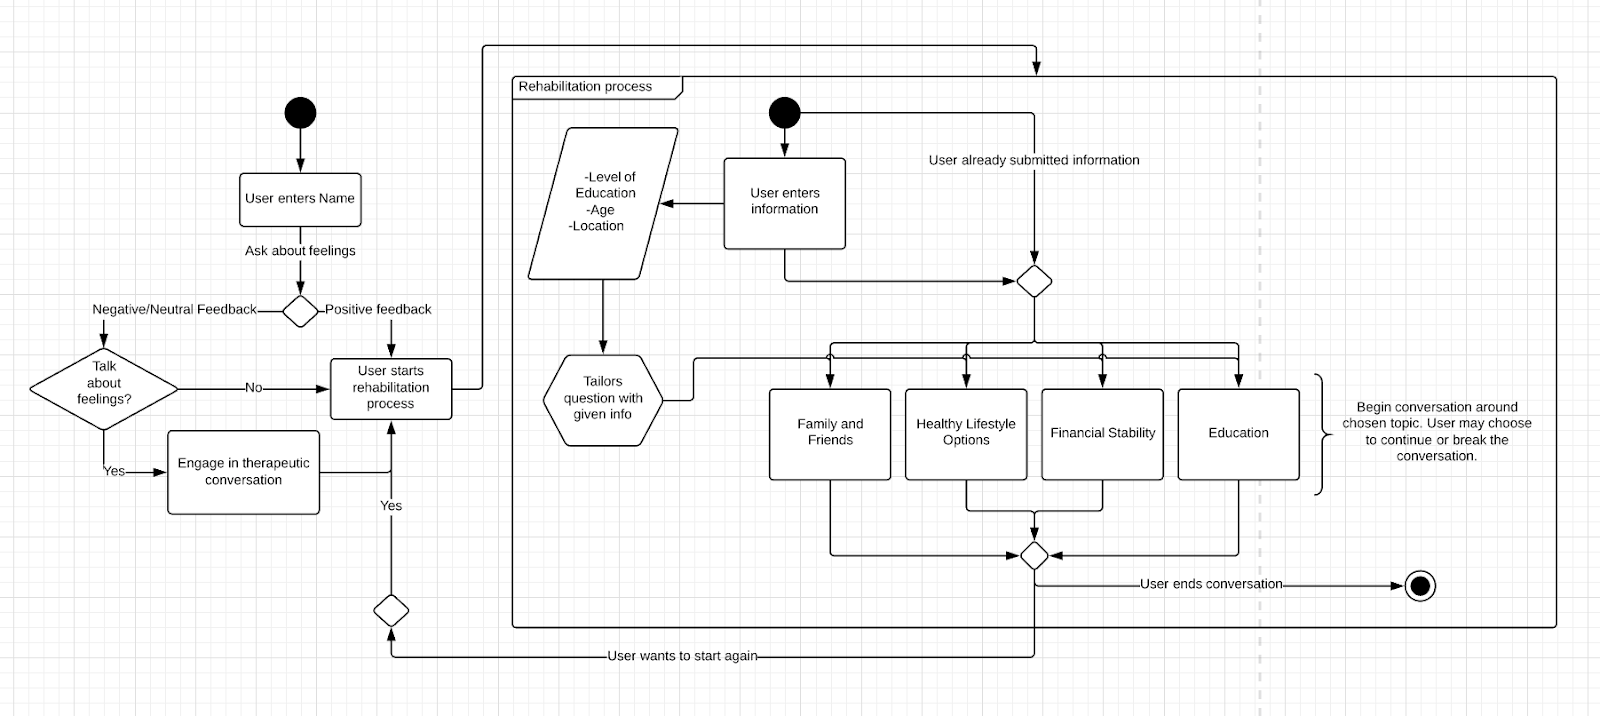 Rehabilitation process
User already submitted information
-Level of
Education
-Age
-Location
User enters
information
User enters Name
Ask about feelings
Negative/Neutral Feedback
Positive feedback
Talk
about
feelings?
No
User starts
rehabilitation
process
Yes
Engage in therapeutic
conversation
Yes
Tailors
question with
given info
Family and
Friends
Healthy Lifestyle
Options
Financial Stability
Education
Begin conversation around
chosen topic. User may choose
to continue or break the
conversation.
User ends conversation
User wants to start again